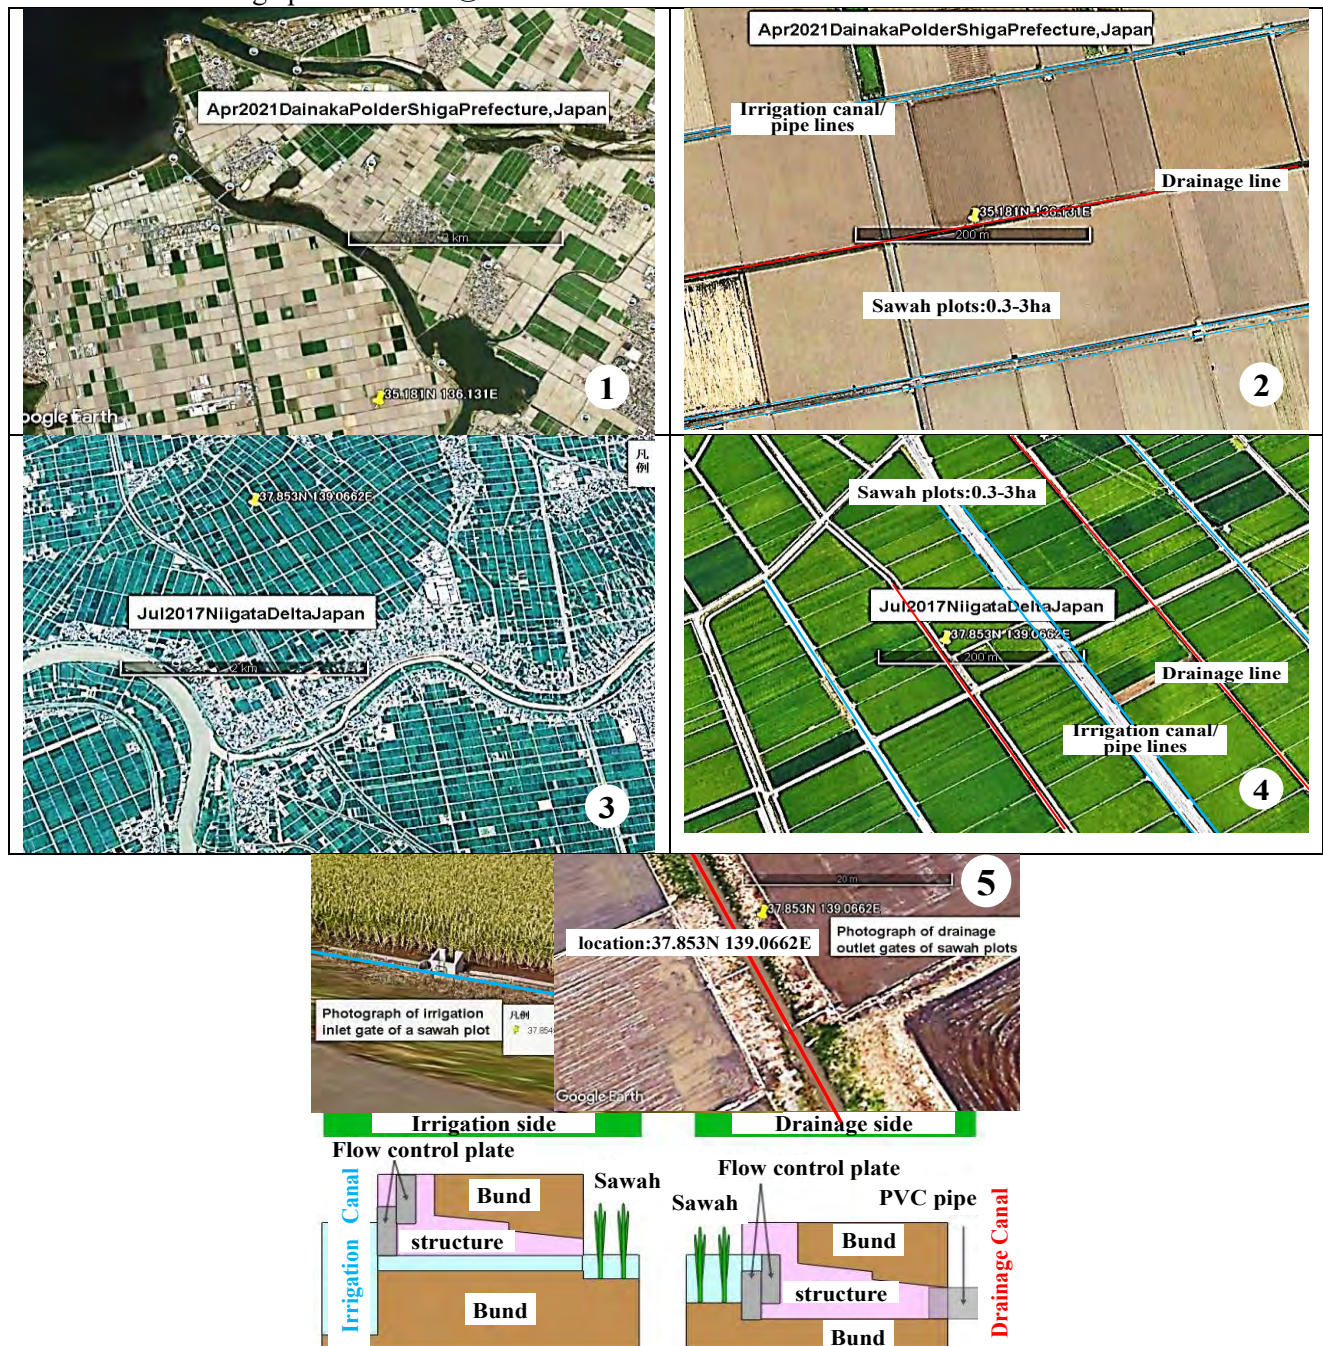 Apr2021DainakaPolderShigaPrefecture,Japan
2 km
35.181N 136.131E
Google Earth
1
Apr2021DainakaPolderShigaPrefecture,Japan
Irrigation canal/
pipe lines
Drainage line
35.181N 136.131E
200 m
Sawah plots:0.3-3ha
2
凡
例
37.853N 139.0662E
Jul2017NiigataDeltaJapan
2 km
3
Sawah plots:0.3-3ha
Jul2017NiigataDeltaJapan
37.853N 139.0662E
200 m
Drainage line
Irrigation canal/
pipe lines
4
Photograph of irrigation
inlet gate of a sawah plot
凡例
37.854
20 m
5
37.853N 139.0662E
location:37.853N 139.0662E
Photograph of drainage
outlet gates of sawah plots
Google Earth
Irrigation side
Flow control plate
Irrigation Canal
Bund
Sawah
structure
Bund
Drainage side
Flow control plate
Sawah
PVC pipe
Bund
structure
Bund
Drainage Canal